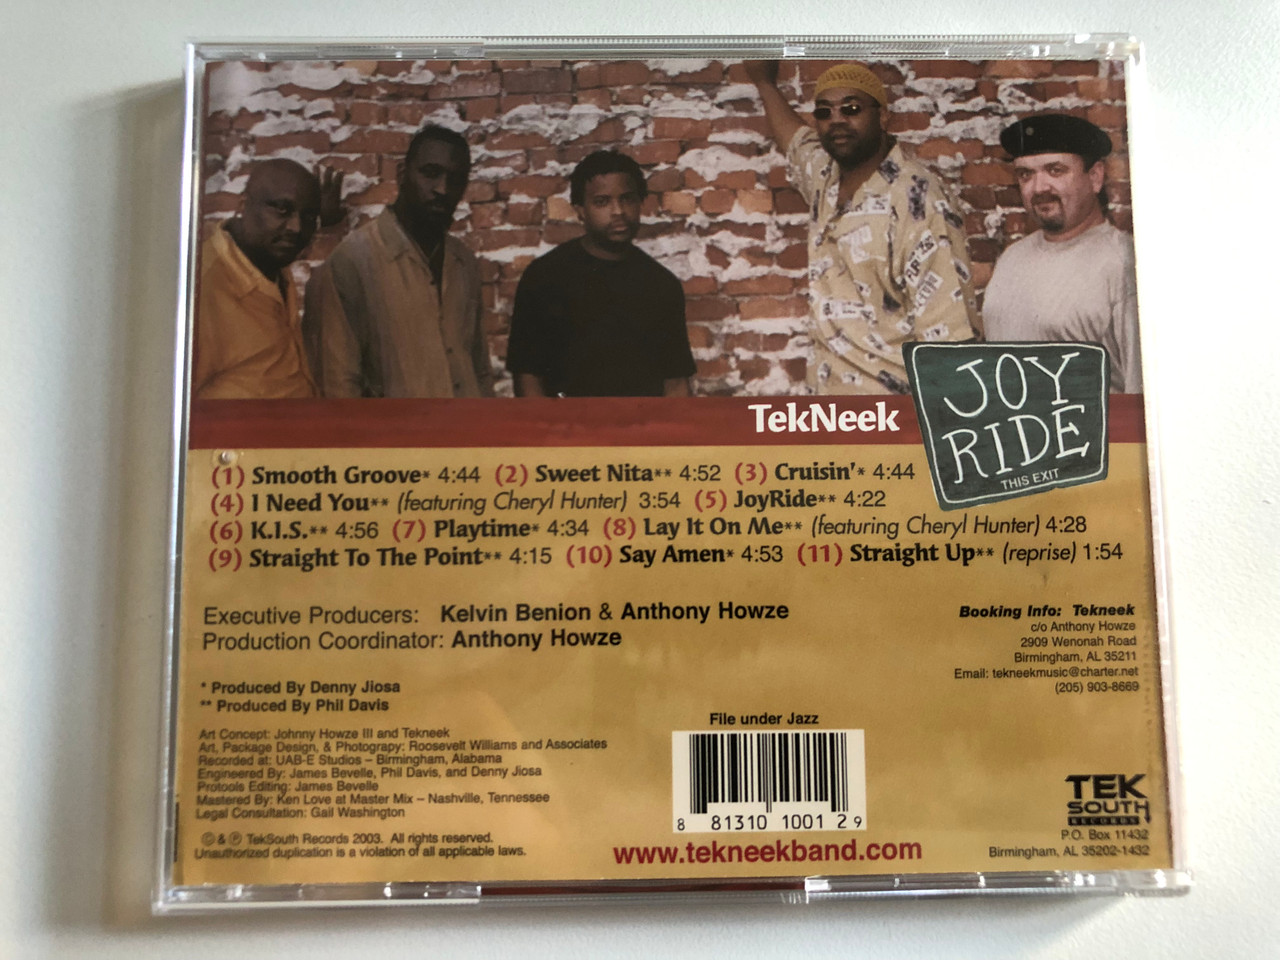 TekNeek
JOY
RIDE
THIS EXIT
(1) Smooth Groove* 4:44 (2) Sweet Nita** 4:52 (3) Cruisin'* 4:44
(4) I Need You** (featuring Cheryl Hunter) 3:54 (5) JoyRide** 4:22
(6) K.I.S.** 4:56 (7) Playtime* 4:34 (8) Lay It On Me** (featuring Cheryl Hunter) 4:28
(9) Straight To The Point** 4:15 (10) Say Amen* 4:53 (11) Straight Up** (reprise) 1:54
Executive Producers: Kelvin Benion & Anthony Howze
Production Coordinator: Anthony Howze
Booking Info: Tekneek
c/o Anthony Howze
2909 Wenonah Road
Birmingham, AL 35211
Email: tekneekmusic@charter.net
(205) 903-8669
* Produced By Denny Jiosa
** Produced By Phil Davis
Art Concept: Johnny Howze III and Tekneek
Art, Package Design, & Photograpy: Roosevelt Williams and Associates
Recorded at: UAB-E Studios – Birmingham, Alabama
Engineered By: James Bevelle, Phil Davis, and Denny Jiosa
Protools Editing: James Bevelle
Mastered By: Ken Love at Master Mix – Nashville, Tennessee
Legal Consultation: Gail Washington
© & ℗ TekSouth Records 2003. All rights reserved.
Unauthorized duplication is a violation of all applicable laws.
File under Jazz
8 81310 10012 9
www.tekneekband.com
TEK
SOUTH
RECORDS
P.O. Box 11432
Birmingham, AL 35202-1432